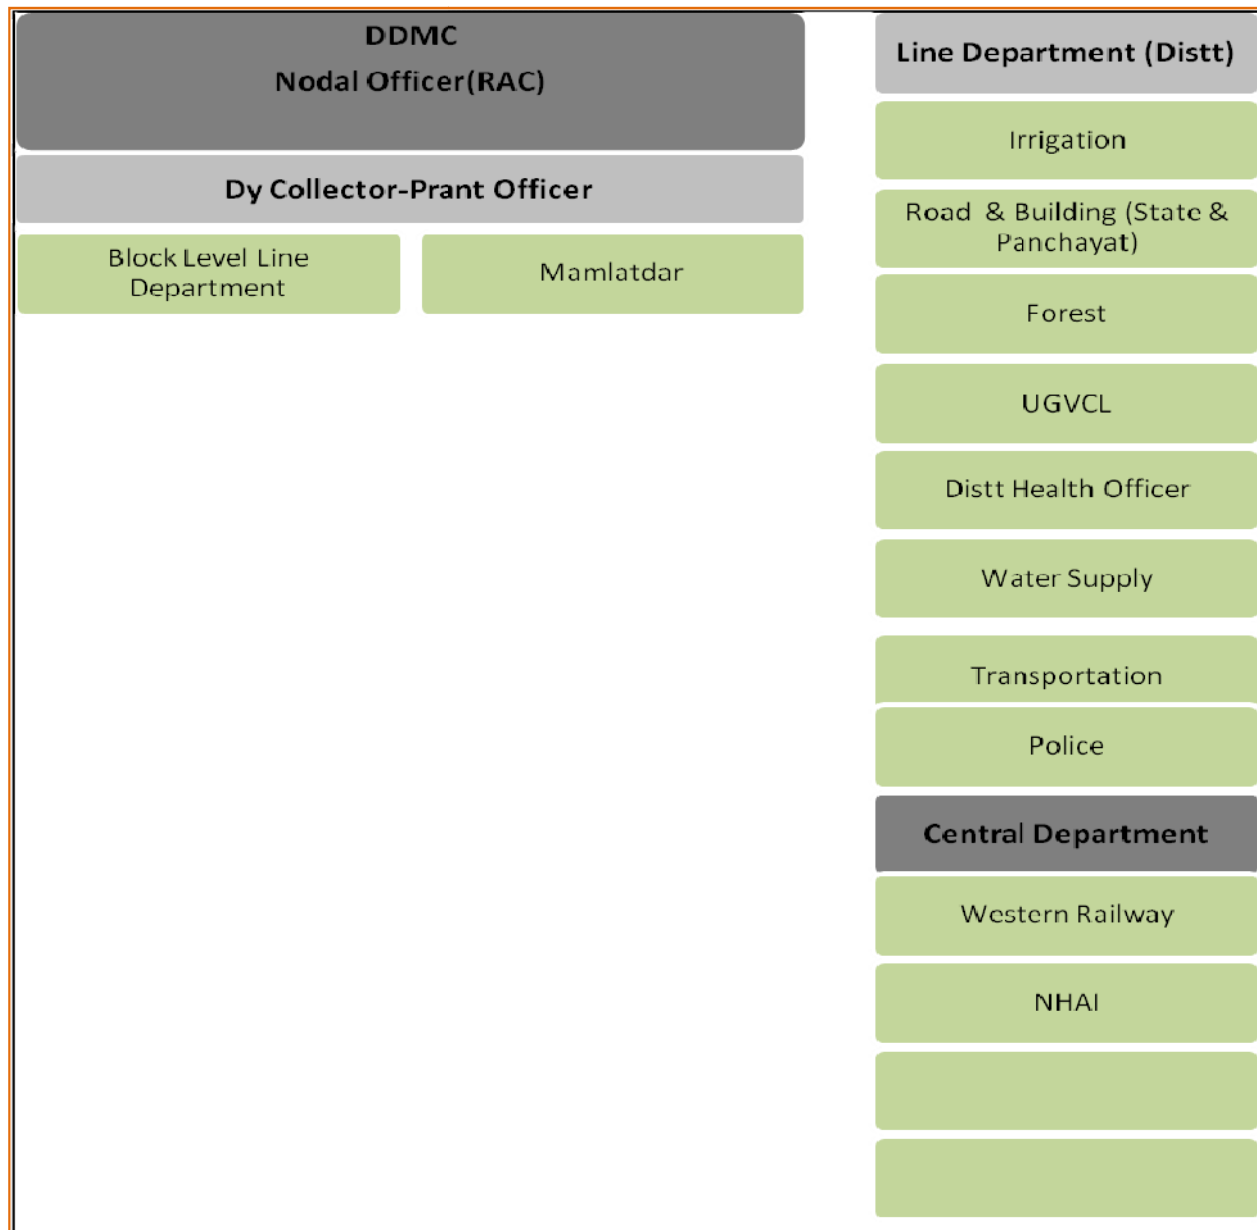 DDMC
Nodal Officer(RAC)
Dy Collector-Prant Officer
Block Level Line
Department
Mamlatdar
Line Department (Distt)
Irrigation
Road & Building (State &
Panchayat)
Forest
UGVCL
Distt Health Officer
Water Supply
Transportation
Police
Central Department
Western Railway
NHAI